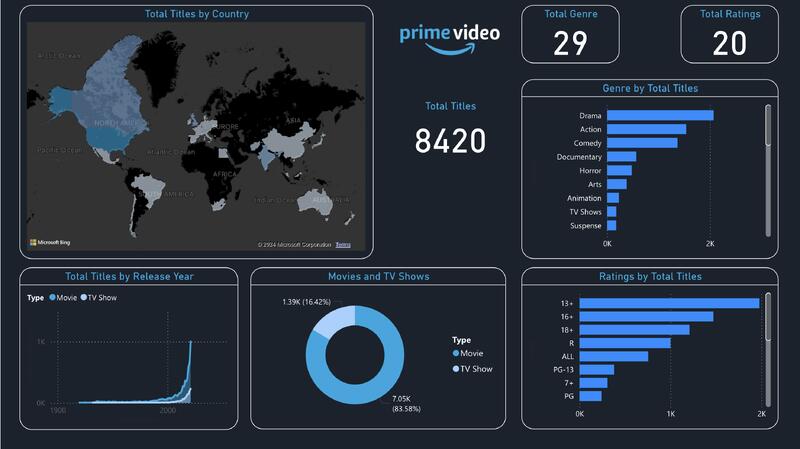 Total Titles by Country
Arctic Ocean
NORTH AMERICA
EUROPE
ASIA
Pacific Ocean
Atlantic Ocean
AFRICA
SOUTH AMERICA
Indian Ocean
AUSTRALIA
Microsoft Bing
Microsoft Corporation
Terms
prime video
Total Titles
8420
Total Genre
29
Total Ratings
20
Genre by Total Titles
Drama
Action
Comedy
Documentary
Horror
Arts
Animation
TV Shows
Suspense
0K 2K
Total Titles by Release Year
Type Movie TV Show
1K
0K
1900 2000
Movies and TV Shows
1.39K (16.42%)
7.05K
(83.58%)
Type
Movie
TV Show
Ratings by Total Titles
13+
16+
18+
R
ALL
PG-13
7+
PG
0K 1K 2K